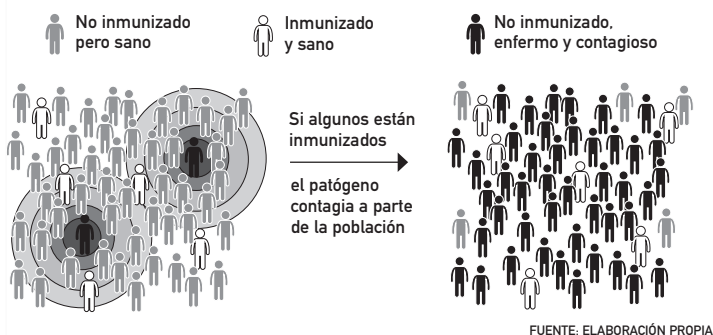 No inmunizado
pero sano
Inmunizado
y sano
No inmunizado,
enfermo y contagioso
Si algunos están
inmunizados
el patógeno
contagia a parte
de la población
FUENTE: ELABORACIÓN PROPIA